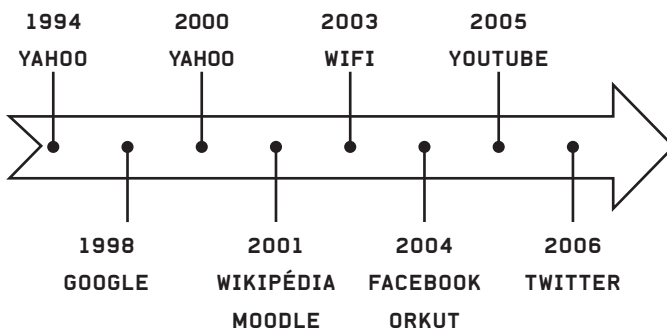 1994
YAHOO
2000
YAHOO
2003
WIFI
2005
YOUTUBE
1998
GOOGLE
2001
WIKIPÉDIA
MOODLE
2004
FACEBOOK
ORKUT
2006
TWITTER